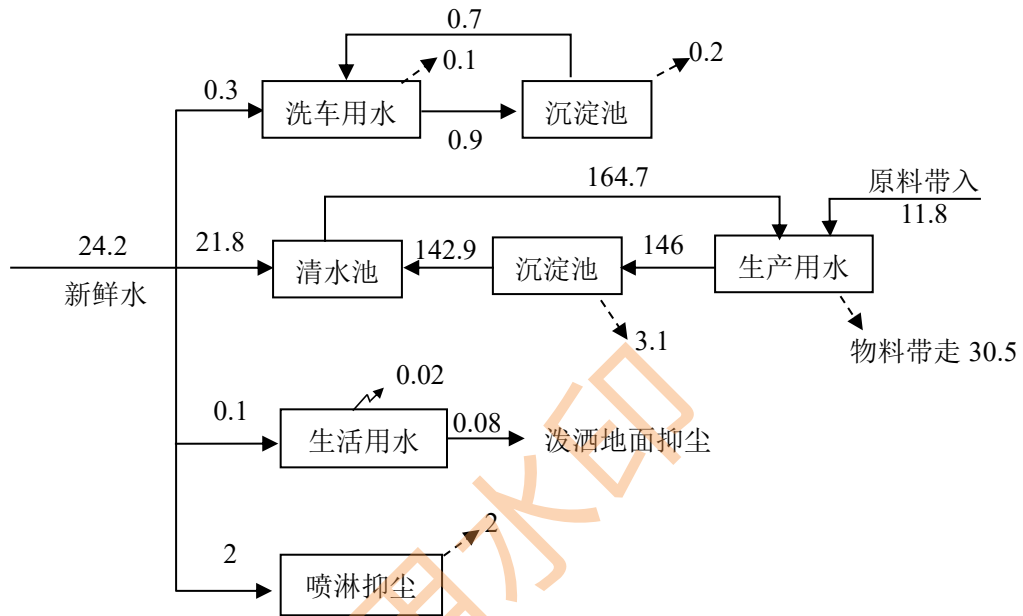 0.7
0.1
0.2
0.3
洗车用水
沉淀池
0.9
164.7
原料带入
11.8
24.2
21.8
142.9
146
新鲜水
清水池
沉淀池
生产用水
3.1
物料带走 30.5
0.02
0.1
0.08
生活用水
泼洒地面抑尘
2
2
喷淋抑尘
用水印